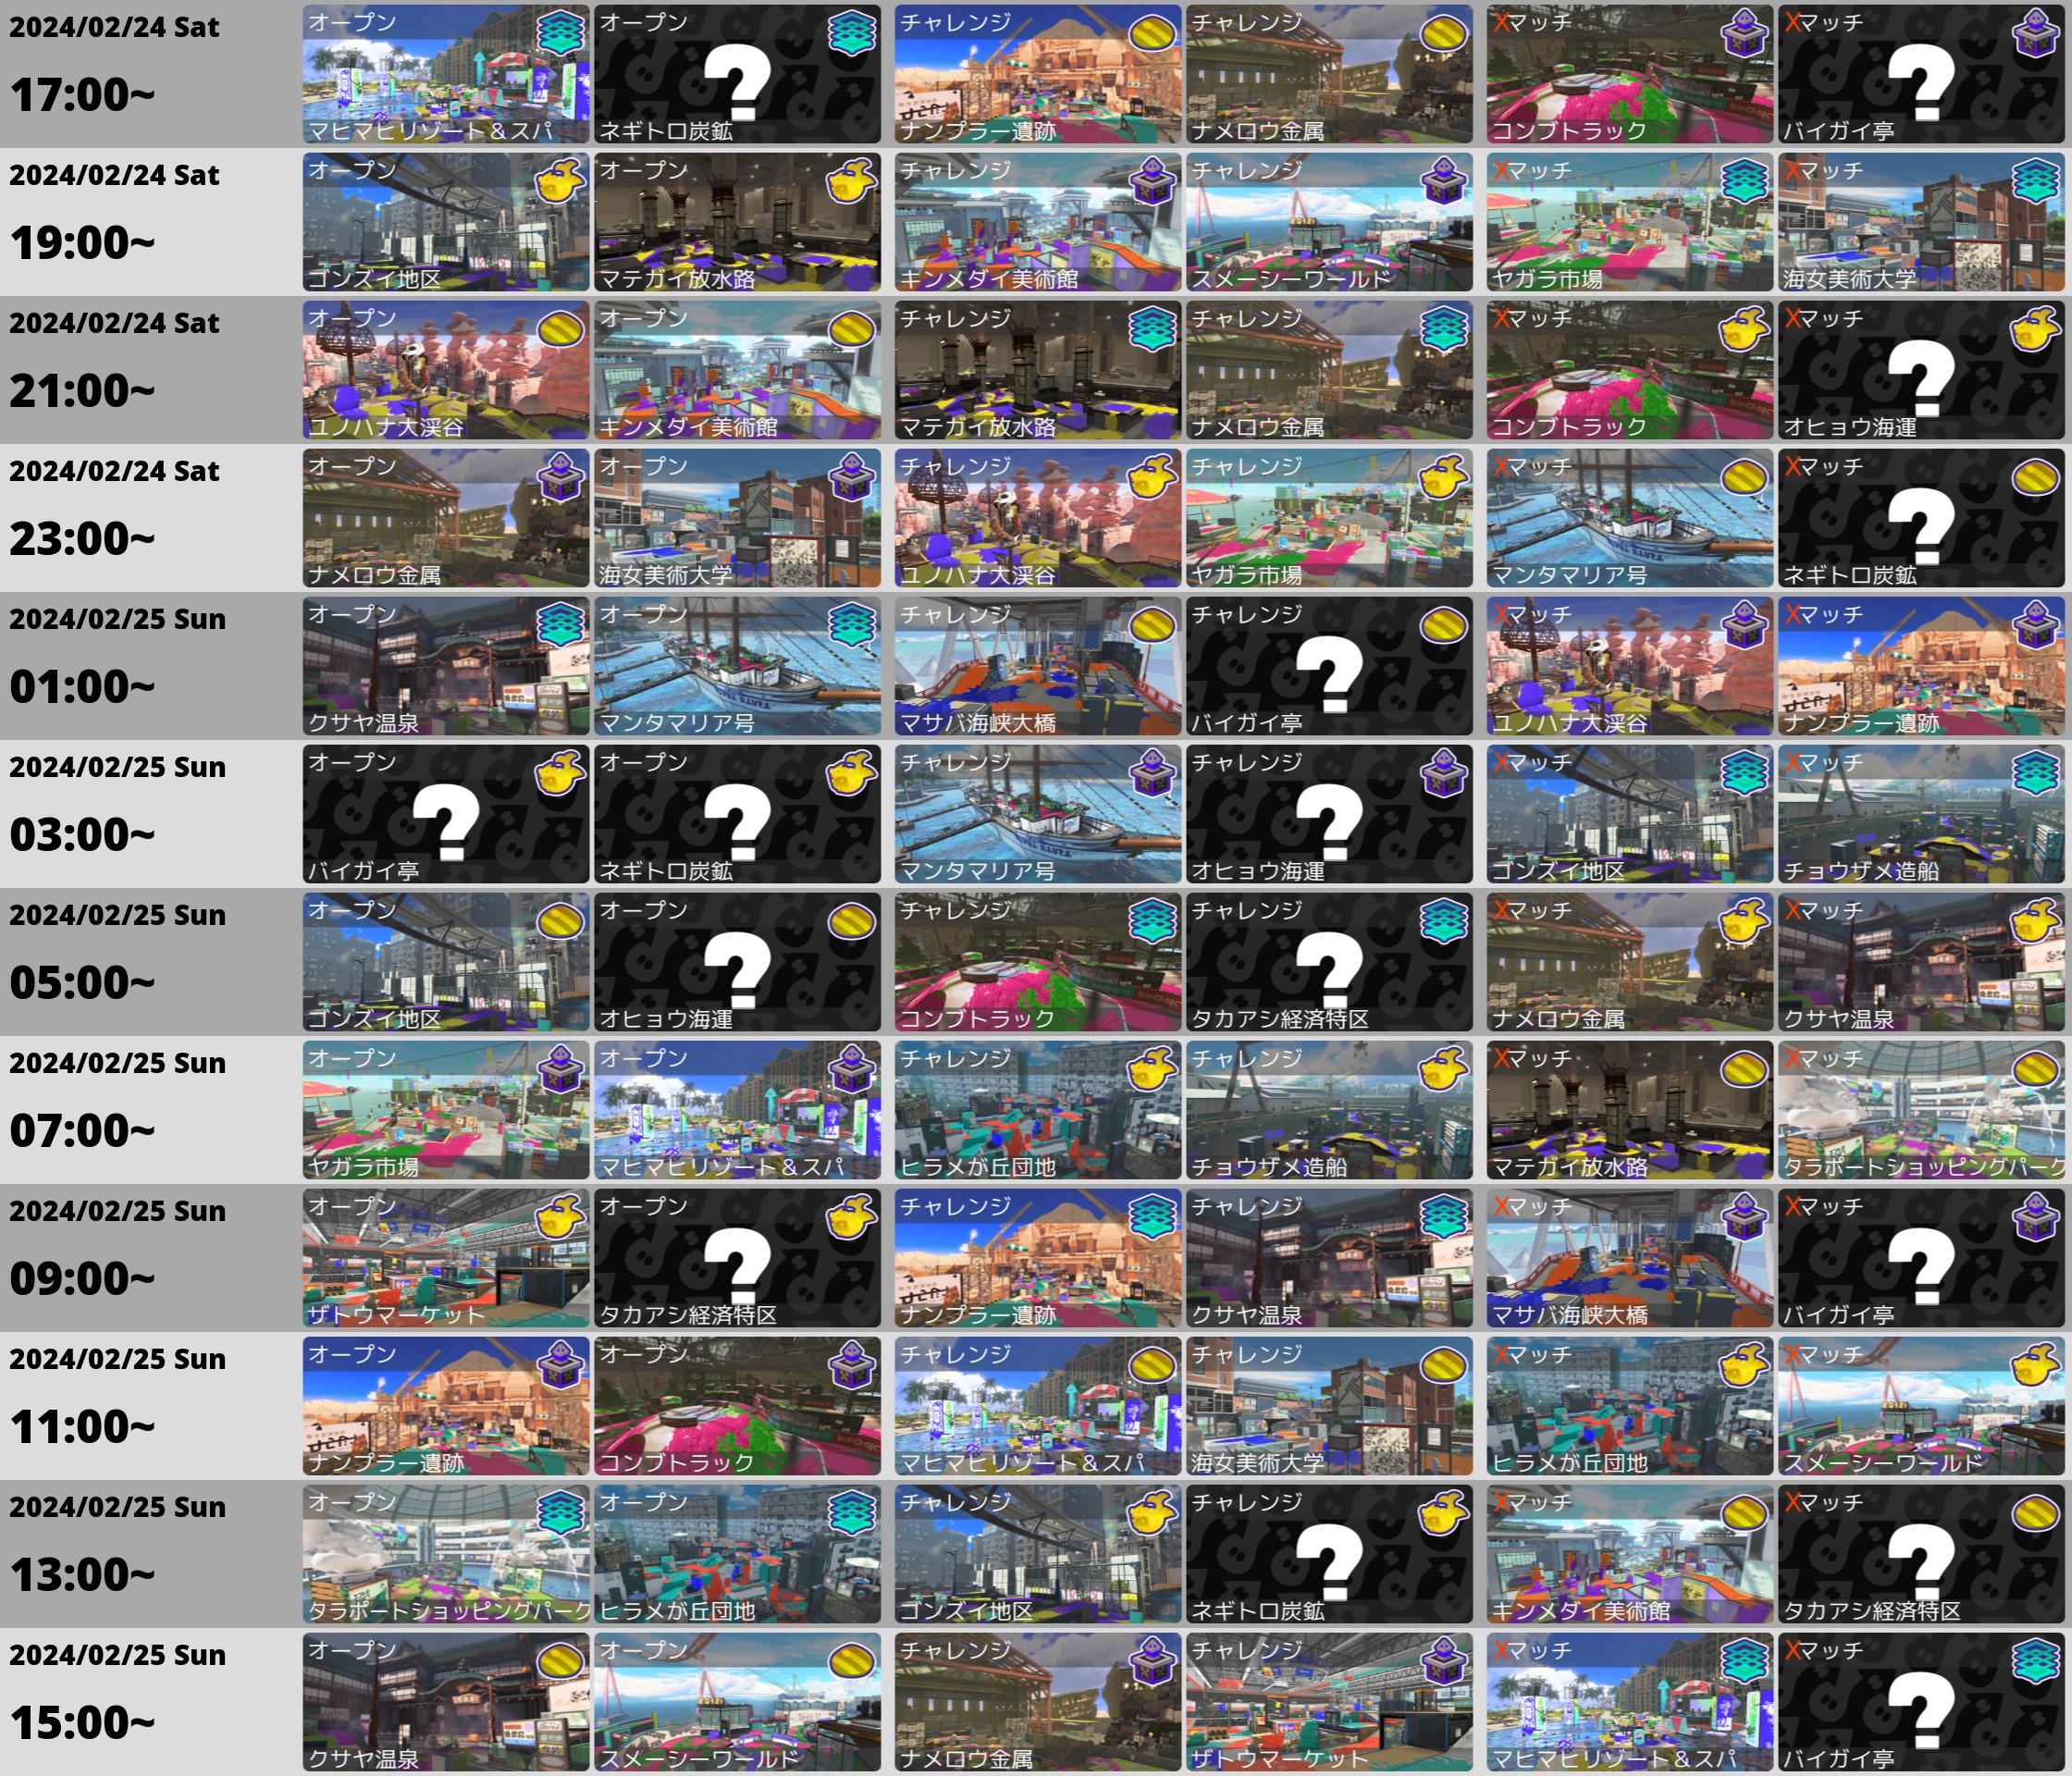 2024/02/24 Sat
17:00~
オープン
マヒマヒリゾート＆スパ
オープン
ネギトロ炭鉱
チャレンジ
ナンプラー遺跡
チャレンジ
ナメロウ金属
Xマッチ
コンブトラック
Xマッチ
バイガイ亭
2024/02/24 Sat
19:00~
オープン
ゴンズイ地区
オープン
マテガイ放水路
チャレンジ
キンメダイ美術館
チャレンジ
スメーシーワールド
Xマッチ
ヤガラ市場
Xマッチ
海女美術大学
2024/02/24 Sat
21:00~
オープン
ユノハナ大渓谷
オープン
キンメダイ美術館
チャレンジ
マテガイ放水路
チャレンジ
ナメロウ金属
Xマッチ
コンブトラック
Xマッチ
オヒョウ海運
2024/02/24 Sat
23:00~
オープン
ナメロウ金属
オープン
海女美術大学
チャレンジ
ユノハナ大渓谷
チャレンジ
ヤガラ市場
Xマッチ
マンタマリア号
Xマッチ
ネギトロ炭鉱
2024/02/25 Sun
01:00~
オープン
クサヤ温泉
オープン
マンタマリア号
チャレンジ
マサバ海峡大橋
チャレンジ
バイガイ亭
Xマッチ
ユノハナ大渓谷
Xマッチ
ナンプラー遺跡
2024/02/25 Sun
03:00~
オープン
バイガイ亭
オープン
ネギトロ炭鉱
チャレンジ
マンタマリア号
チャレンジ
オヒョウ海運
Xマッチ
ゴンズイ地区
Xマッチ
チョウザメ造船
2024/02/25 Sun
05:00~
オープン
ゴンズイ地区
オープン
オヒョウ海運
チャレンジ
コンブトラック
チャレンジ
タカアシ経済特区
Xマッチ
ナメロウ金属
Xマッチ
クサヤ温泉
2024/02/25 Sun
07:00~
オープン
ヤガラ市場
オープン
マヒマヒリゾート＆スパ
チャレンジ
ヒラメが丘団地
チャレンジ
チョウザメ造船
Xマッチ
マテガイ放水路
Xマッチ
タラポートショッピングパーク
2024/02/25 Sun
09:00~
オープン
ザトウマーケット
オープン
タカアシ経済特区
チャレンジ
ナンプラー遺跡
チャレンジ
クサヤ温泉
Xマッチ
マサバ海峡大橋
Xマッチ
バイガイ亭
2024/02/25 Sun
11:00~
オープン
ナンプラー遺跡
オープン
コンブトラック
チャレンジ
マヒマヒリゾート＆スパ
チャレンジ
海女美術大学
Xマッチ
ヒラメが丘団地
Xマッチ
スメーシーワールド
2024/02/25 Sun
13:00~
オープン
タラポートショッピングパーク
オープン
ヒラメが丘団地
チャレンジ
ゴンズイ地区
チャレンジ
ネギトロ炭鉱
Xマッチ
キンメダイ美術館
Xマッチ
タカアシ経済特区
2024/02/25 Sun
15:00~
オープン
クサヤ温泉
オープン
スメーシーワールド
チャレンジ
ナメロウ金属
チャレンジ
ザトウマーケット
Xマッチ
マヒマヒリゾート＆スパ
Xマッチ
バイガイ亭